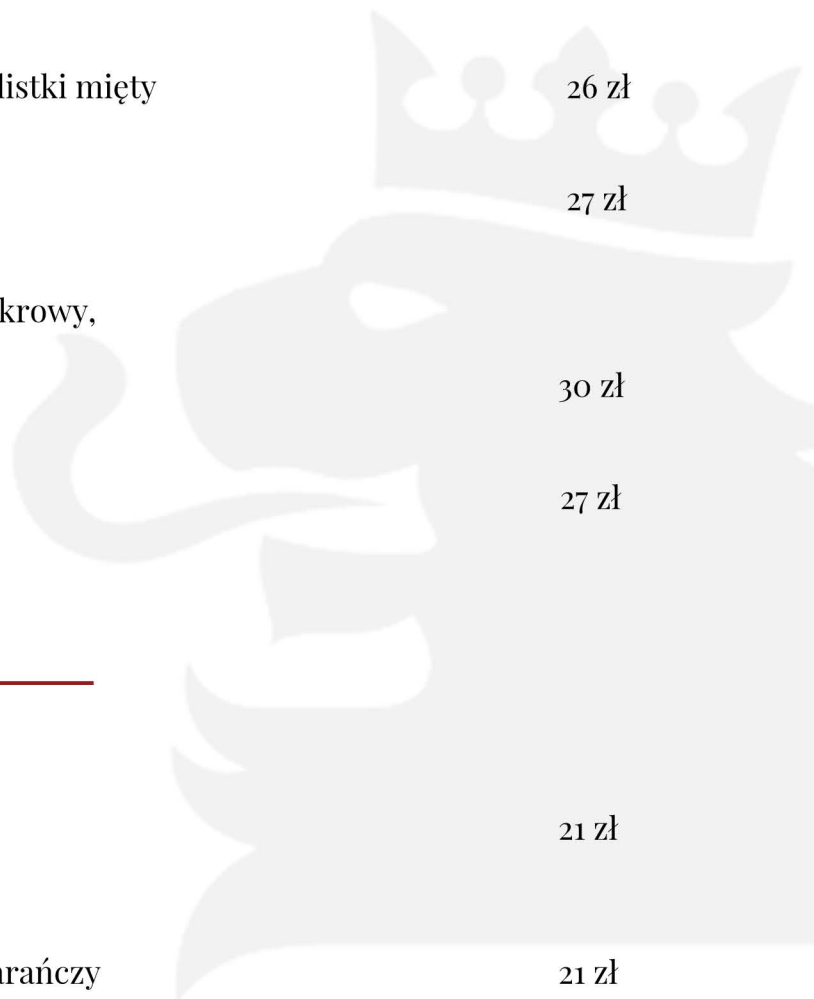 listki mięty 26 zł
27 zł
krowy,
30 zł
27 zł
21 zł
arańczy 21 zł